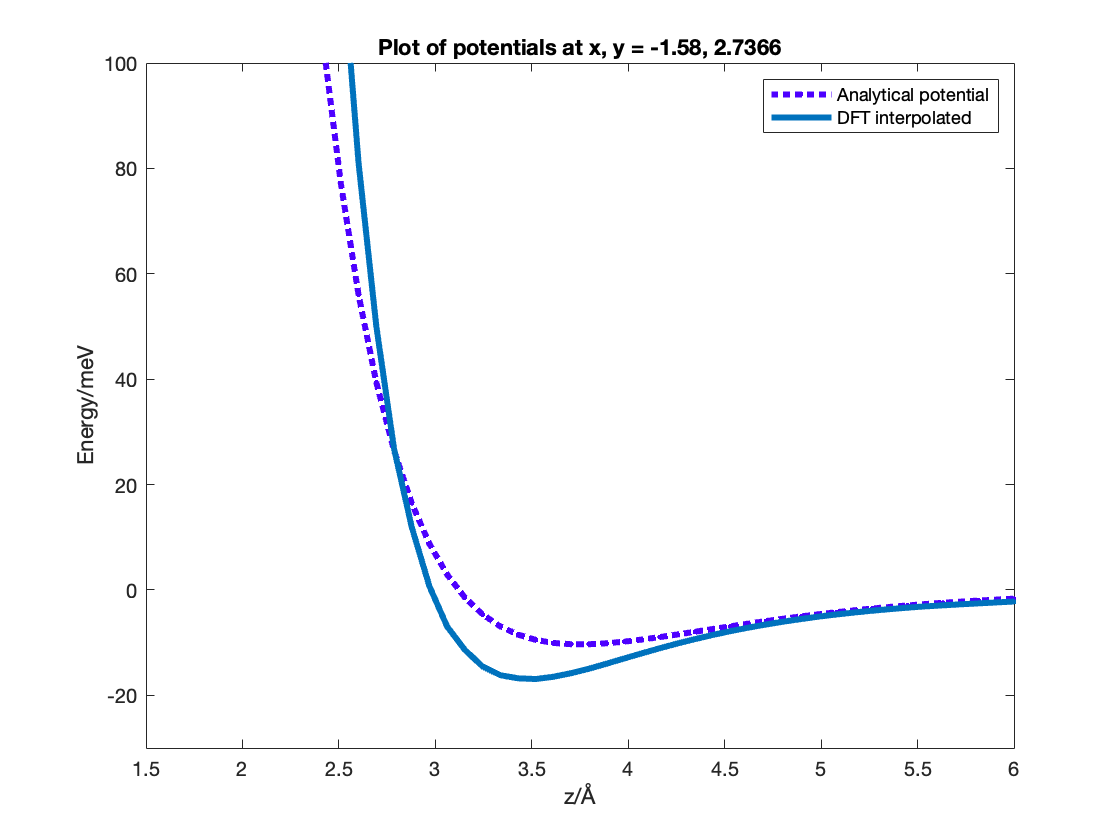 Plot of potentials at x, y = -1.58, 2.7366
Analytical potential
DFT interpolated
100
80
60
40
20
0
-20
Energy/meV
1.5 2 2.5 3 3.5 4 4.5 5 5.5 6
z/Å